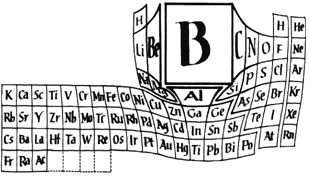 H H He
Li Be B C N O F Ne
Na Mg Al Si P S Cl Ar
K Ca Sc Ti V Cr Mn Fe Co Ni Cu Zn Ga Ge As Se Br Kr
Rb Sr Y Zr Nb Mo Tc Ru Rh Pd Ag Cd In Sn Sb Te I Xe
Cs Ba La Hf Ta W Re Os Ir Pt Au Hg Tl Pb Bi Po At Rn
Fr Ra Ac